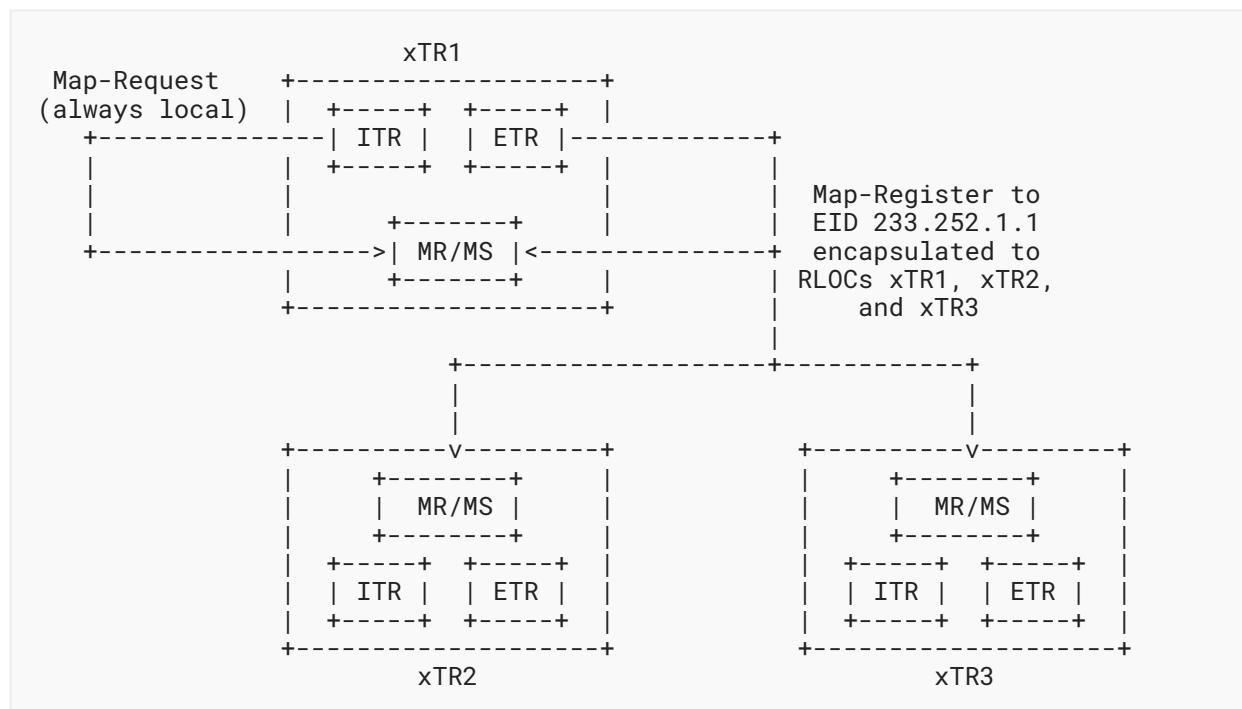 xTR1
Map-Request
(always local)
ITR ETR
Map-Register to
EID 233.252.1.1
MR/MS encapsulated to
RLOCs xTR1, xTR2,
and xTR3
MR/MS MR/MS
ITR ETR ITR ETR
xTR2 xTR3